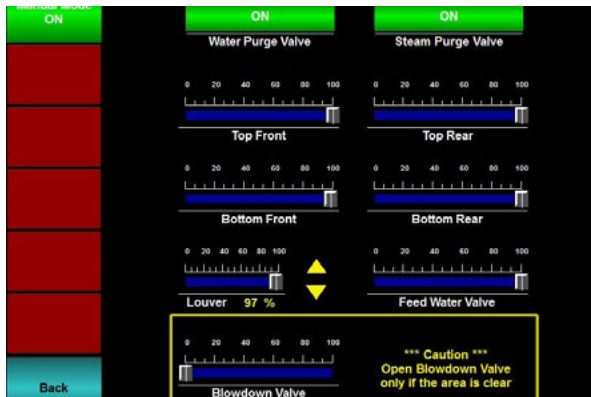 Manual Mode
ON
ON
ON
Water Purge Valve
Steam Purge Valve
0 20 40 60 80 100
0 20 40 60 80 100
Top Front
Top Rear
0 20 40 60 80 100
0 20 40 60 80 100
Bottom Front
Bottom Rear
0 20 40 60 80 100
0 20 40 60 80 100
Louver 97 %
Feed Water Valve
0 20 40 60 80 100
*** Caution ***
Open Blowdown Valve
only if the area is clear
Blowdown Valve
Back